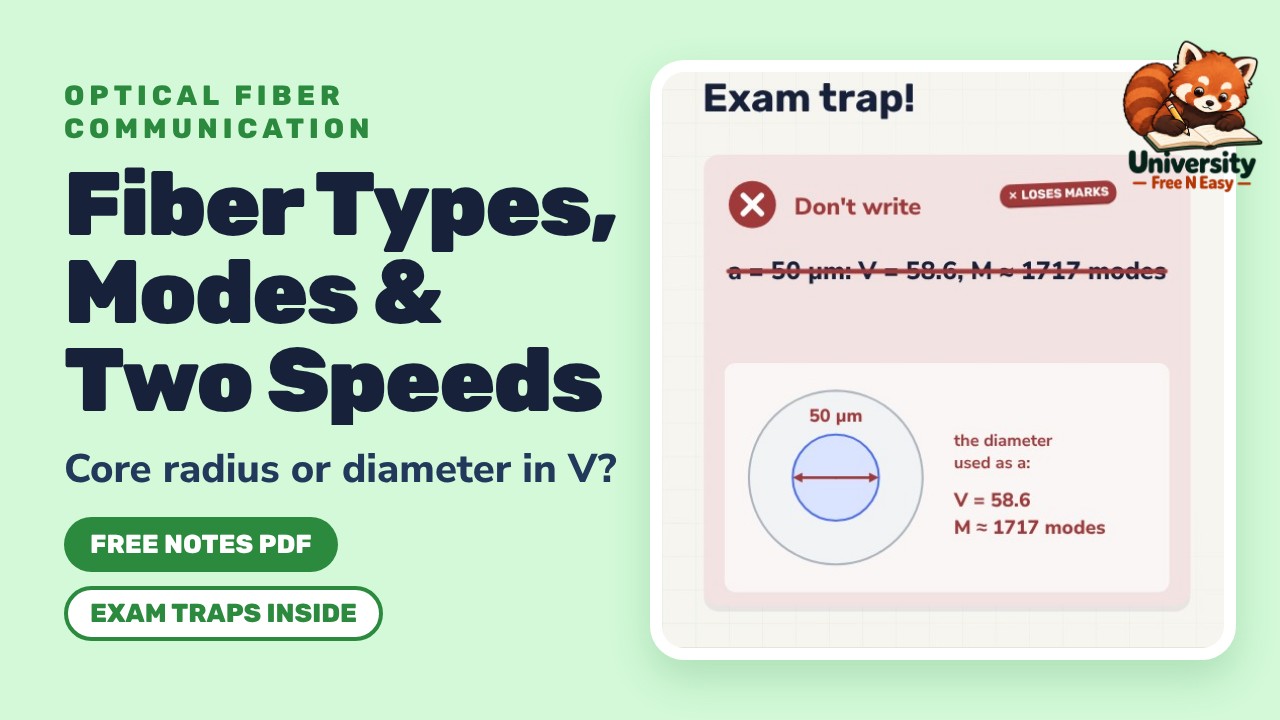 OPTICAL FIBER
COMMUNICATION
Fiber Types,
Modes &
Two Speeds
Core radius or diameter in V?
FREE NOTES PDF
EXAM TRAPS INSIDE
Exam trap!
Don't write
× LOSES MARKS
a = 50 µm: V = 58.6, M ≈ 1717 modes
50 µm
the diameter
used as a:
V = 58.6
M ≈ 1717 modes
University
Free N Easy